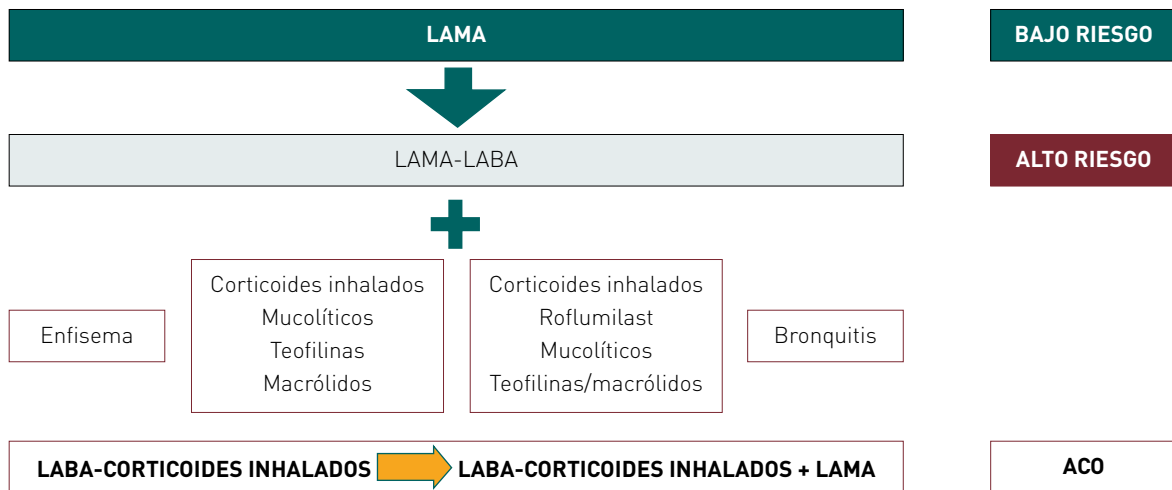 LAMA
BAJO RIESGO
LAMA-LABA
ALTO RIESGO
Enfisema
Corticoides inhalados
Mucolíticos
Teofilinas
Macrólidos
Corticoides inhalados
Roflumilast
Mucolíticos
Teofilinas/macrólidos
Bronquitis
LABA-CORTICOIDES INHALADOS
LABA-CORTICOIDES INHALADOS + LAMA
ACO